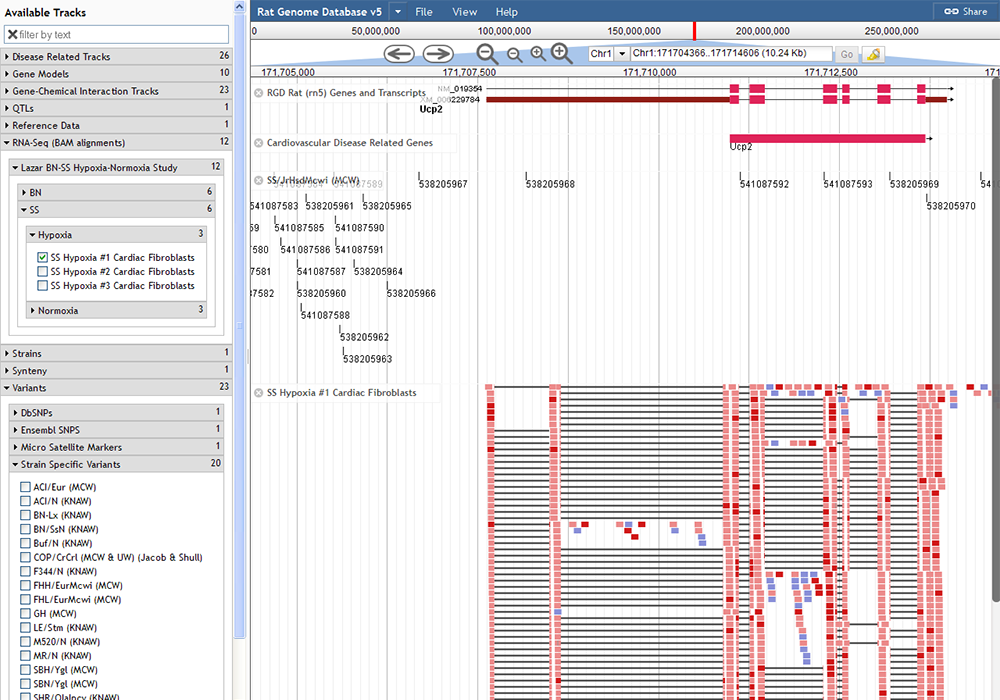 Available Tracks
filter by text
Disease Related Tracks 26
Gene Models 10
Gene-Chemical Interaction Tracks 23
QTLs 1
Reference Data 1
RNA-Seq (BAM alignments) 12
Lazar BN-SS Hypoxia-Normoxia Study 12
BN 6
SS 6
Hypoxia 3
SS Hypoxia #1 Cardiac Fibroblasts
SS Hypoxia #2 Cardiac Fibroblasts
SS Hypoxia #3 Cardiac Fibroblasts
Normoxia 3
Strains 1
Synteny 1
Variants 23
DbSNPs 1
Ensembl SNPS 1
Micro Satellite Markers 1
Strain Specific Variants 20
ACI/Eur (MCW)
ACI/N (KNAW)
BN-Lx (KNAW)
BN/SsN (KNAW)
Buf/N (KNAW)
COP/CrCrl (MCW & UW) (Jacob & Shull)
F344/N (KNAW)
FHH/EurMcwi (MCW)
FHL/EurMcwi (MCW)
GH (MCW)
LE/Stm (KNAW)
M520/N (KNAW)
MR/N (KNAW)
SBH/Ygl (MCW)
SBN/Ygl (MCW)
SHR/OlaIpcv (KNAW)
Rat Genome Database v5 File View Help Share
0 50,000,000 100,000,000 150,000,000 200,000,000 250,000,000
Chr1 Chr1:171704366..171714606 (10.24 Kb) Go
171,705,000 171,707,500 171,710,000 171,712,500 171
RGD Rat (rn5) Genes and Transcripts NM_019354
XM_006229784
Ucp2
Cardiovascular Disease Related Genes
Ucp2
SS/JrHsdMcwi (MCW) 538205967 538205968 541087592 541087593 538205969 54
541087583 538205961 538205965 538205970
59 541087585 541087590
580 541087586 541087591
7581 541087587 538205964
7582 538205960 538205966
541087588
538205962
538205963
SS Hypoxia #1 Cardiac Fibroblasts